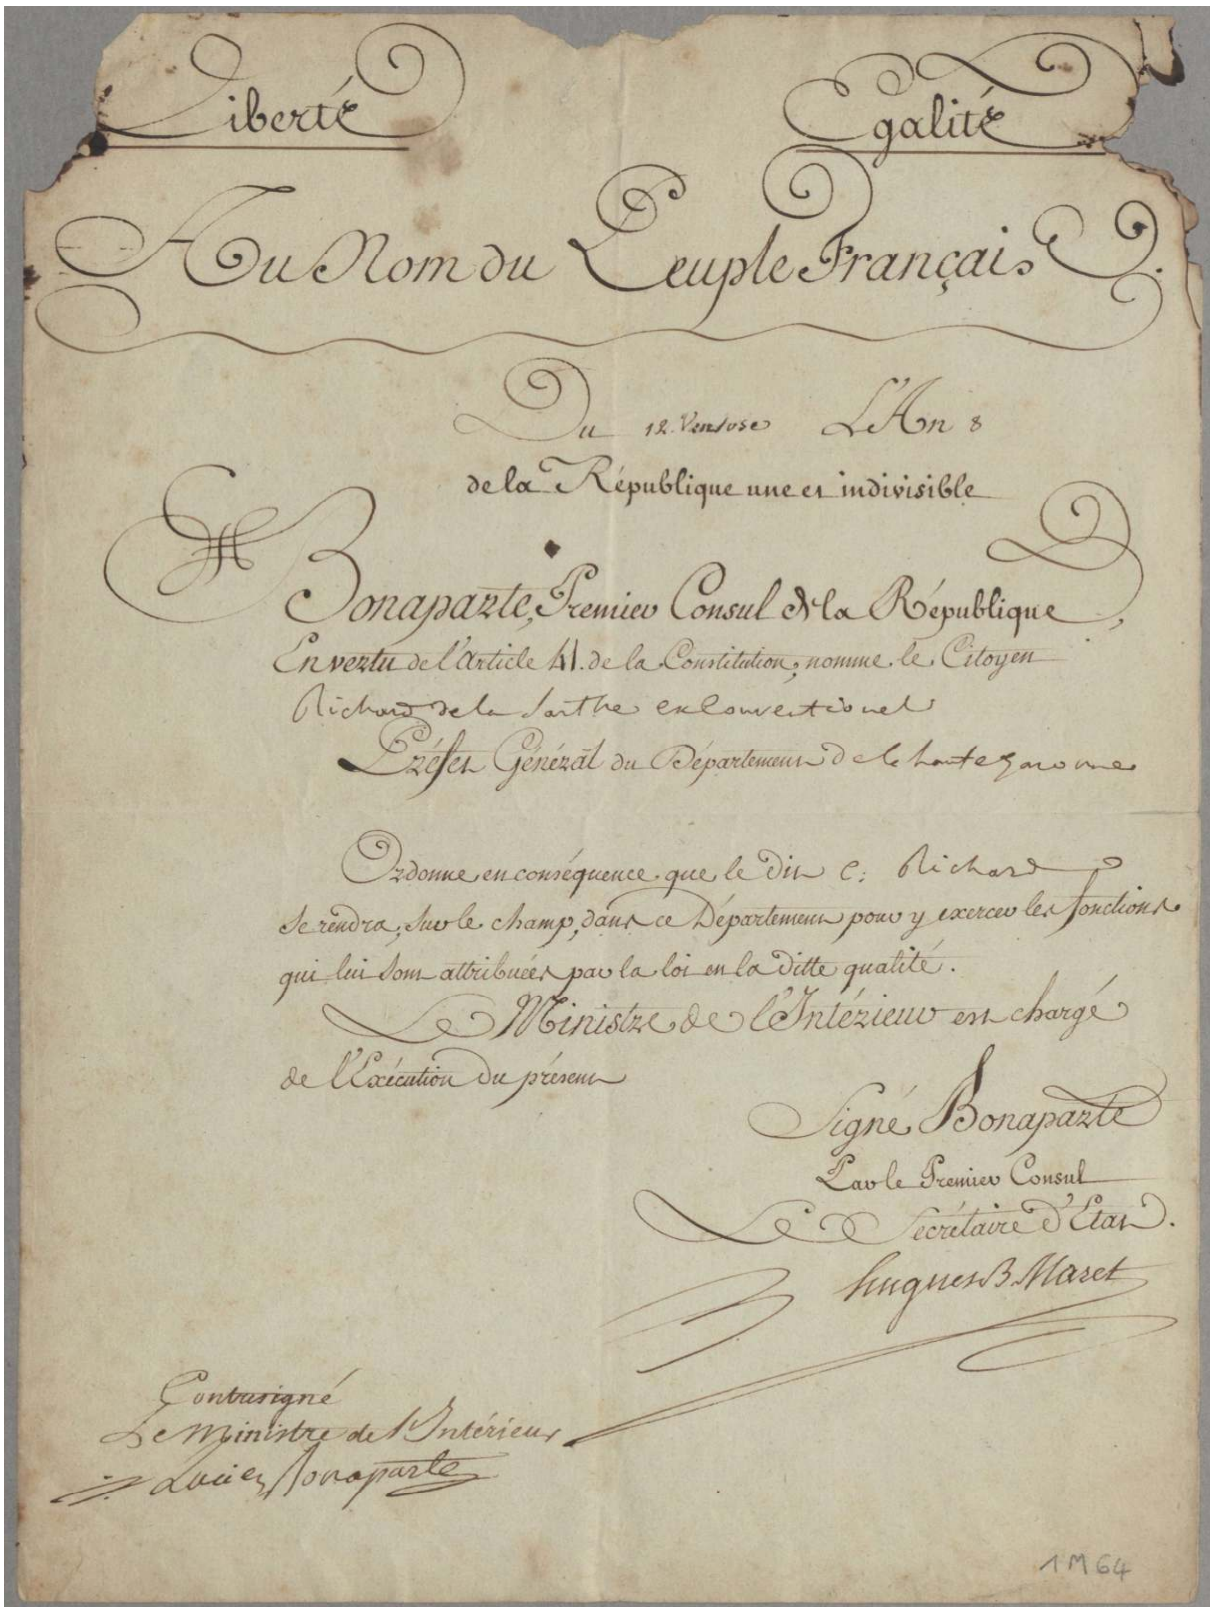 Liberté Egalité
Au Nom du Peuple Français.
Du 12 Ventose L'An 8
de la République une et indivisible
Bonaparte, Premier Consul de la République,
En vertu de l'Article 41. de la Constitution, nomme le Citoyen
Richard de la Sarthe exConventionel
Préfet Général du Département de la haute garonne
Ordonne en conséquence que le dit C: Richard
se rendra, sur le champ, dans ce Département pour y exercer les fonctions
qui lui sont attribuées par la loi en la ditte qualité.
Le Ministre de l'Intérieur est chargé
de l'Exécution du présent
Signé Bonaparte
Par le Premier Consul
Le Secrétaire d'Etat.
hugues B Maret
Contresigné
Le Ministre de l'Intérieur
Lucien Bonaparte
1 M 64